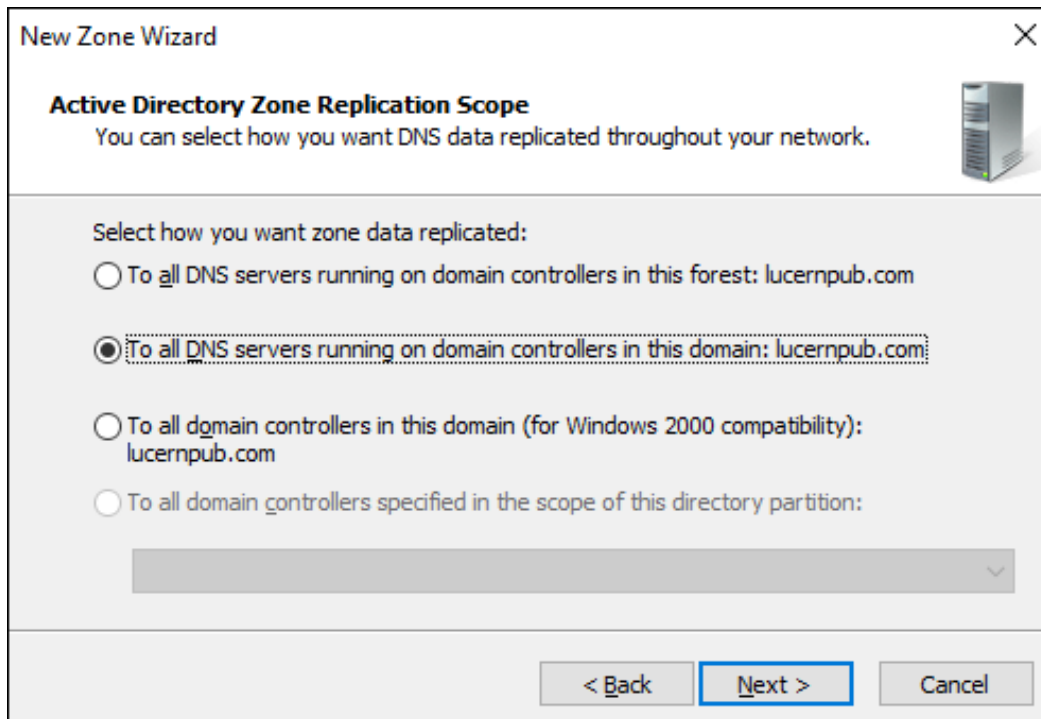 New Zone Wizard
Active Directory Zone Replication Scope
You can select how you want DNS data replicated throughout your network.
Select how you want zone data replicated:
To all DNS servers running on domain controllers in this forest: lucernpub.com
To all DNS servers running on domain controllers in this domain: lucernpub.com
To all domain controllers in this domain (for Windows 2000 compatibility):
lucernpub.com
To all domain controllers specified in the scope of this directory partition:
< Back
Next >
Cancel